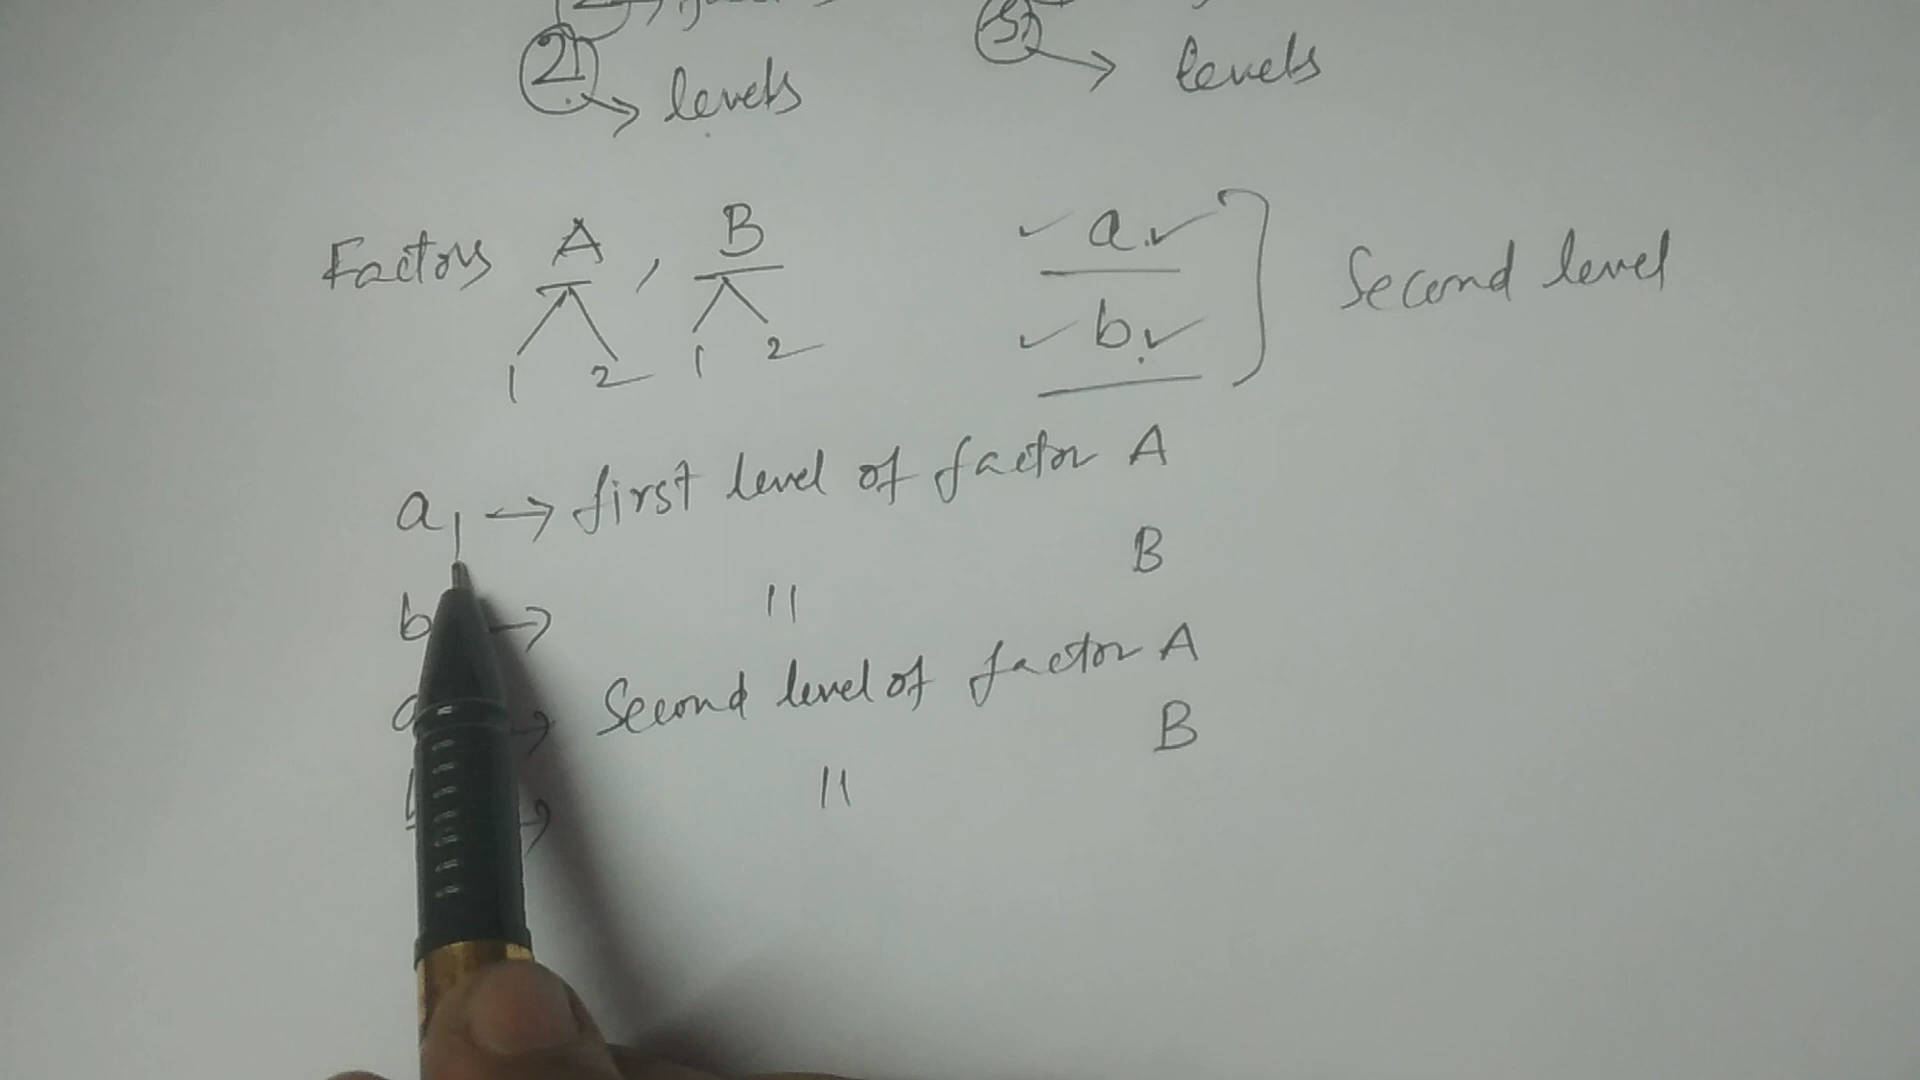 2 → levels
→ levels
Factors A, B
1 2 1 2
✓ a. ✓
✓ b. ✓
Second level
a1 → first level of factor A
b → " B
a → Second level of factor A
→ " B